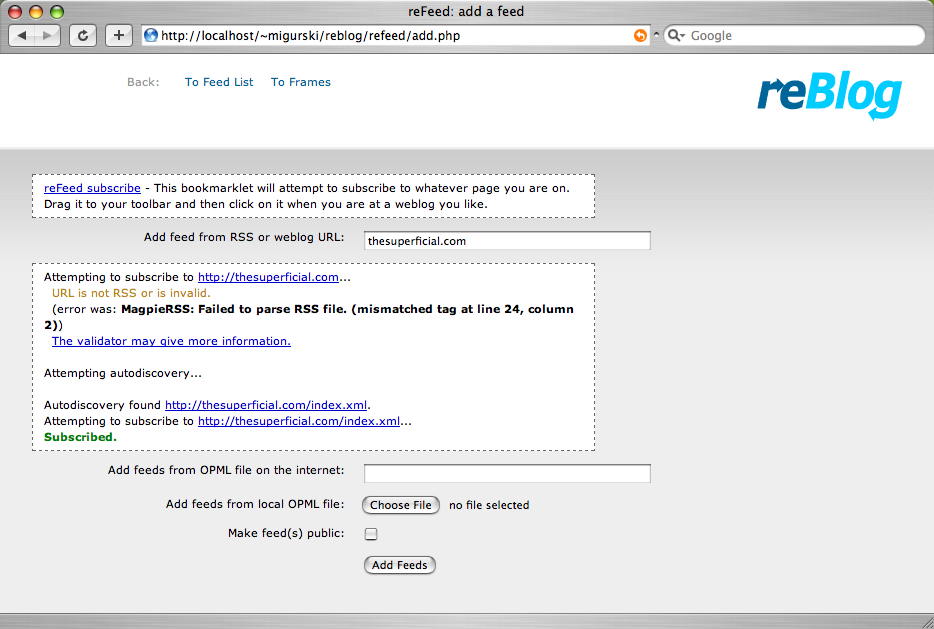 reFeed: add a feed
http://localhost/~migurski/reblog/refeed/add.php
Google
Back: To Feed List To Frames
reBlog
reFeed subscribe - This bookmarklet will attempt to subscribe to whatever page you are on.
Drag it to your toolbar and then click on it when you are at a weblog you like.
Add feed from RSS or weblog URL: thesuperficial.com
Attempting to subscribe to http://thesuperficial.com...
URL is not RSS or is invalid.
(error was: MagpieRSS: Failed to parse RSS file. (mismatched tag at line 24, column
2))
The validator may give more information.
Attempting autodiscovery...
Autodiscovery found http://thesuperficial.com/index.xml.
Attempting to subscribe to http://thesuperficial.com/index.xml...
Subscribed.
Add feeds from OPML file on the internet:
Add feeds from local OPML file: Choose File no file selected
Make feed(s) public:
Add Feeds